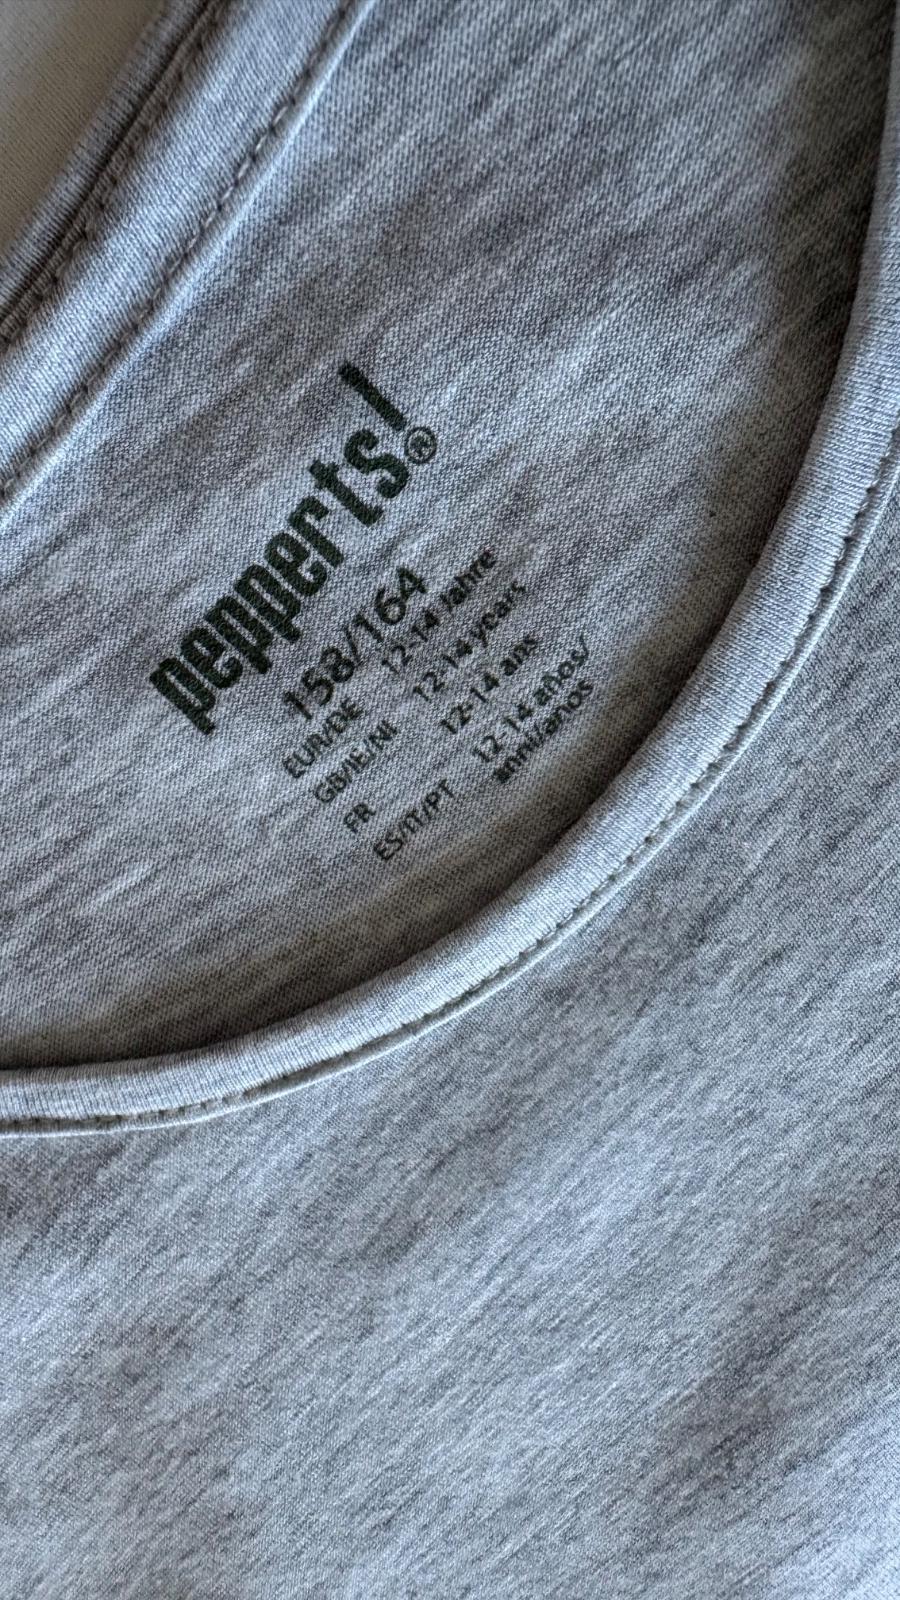 pepperts!®
158/164
EUR/DE 12-14 Jahre
GB/IE/NI 12-14 years
FR 12-14 ans
ES/IT/PT 12-14 años/
anni/anos